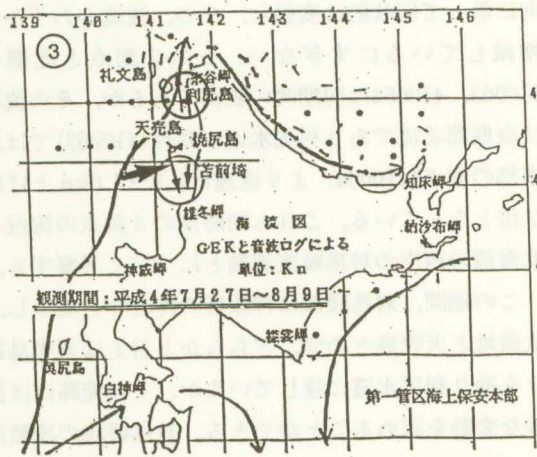 139 140 141 142 143 144 145 146
③
礼文島
宗谷岬
利尻島
天売島
焼尻島
苫前埼
知床岬
納沙布岬
雄冬岬
神威岬
海流図
GEKと音波ログによる
単位:Kn
観測期間:平成4年7月27日~8月9日
襟裳岬
奥尻島
白神岬
第一管区海上保安本部